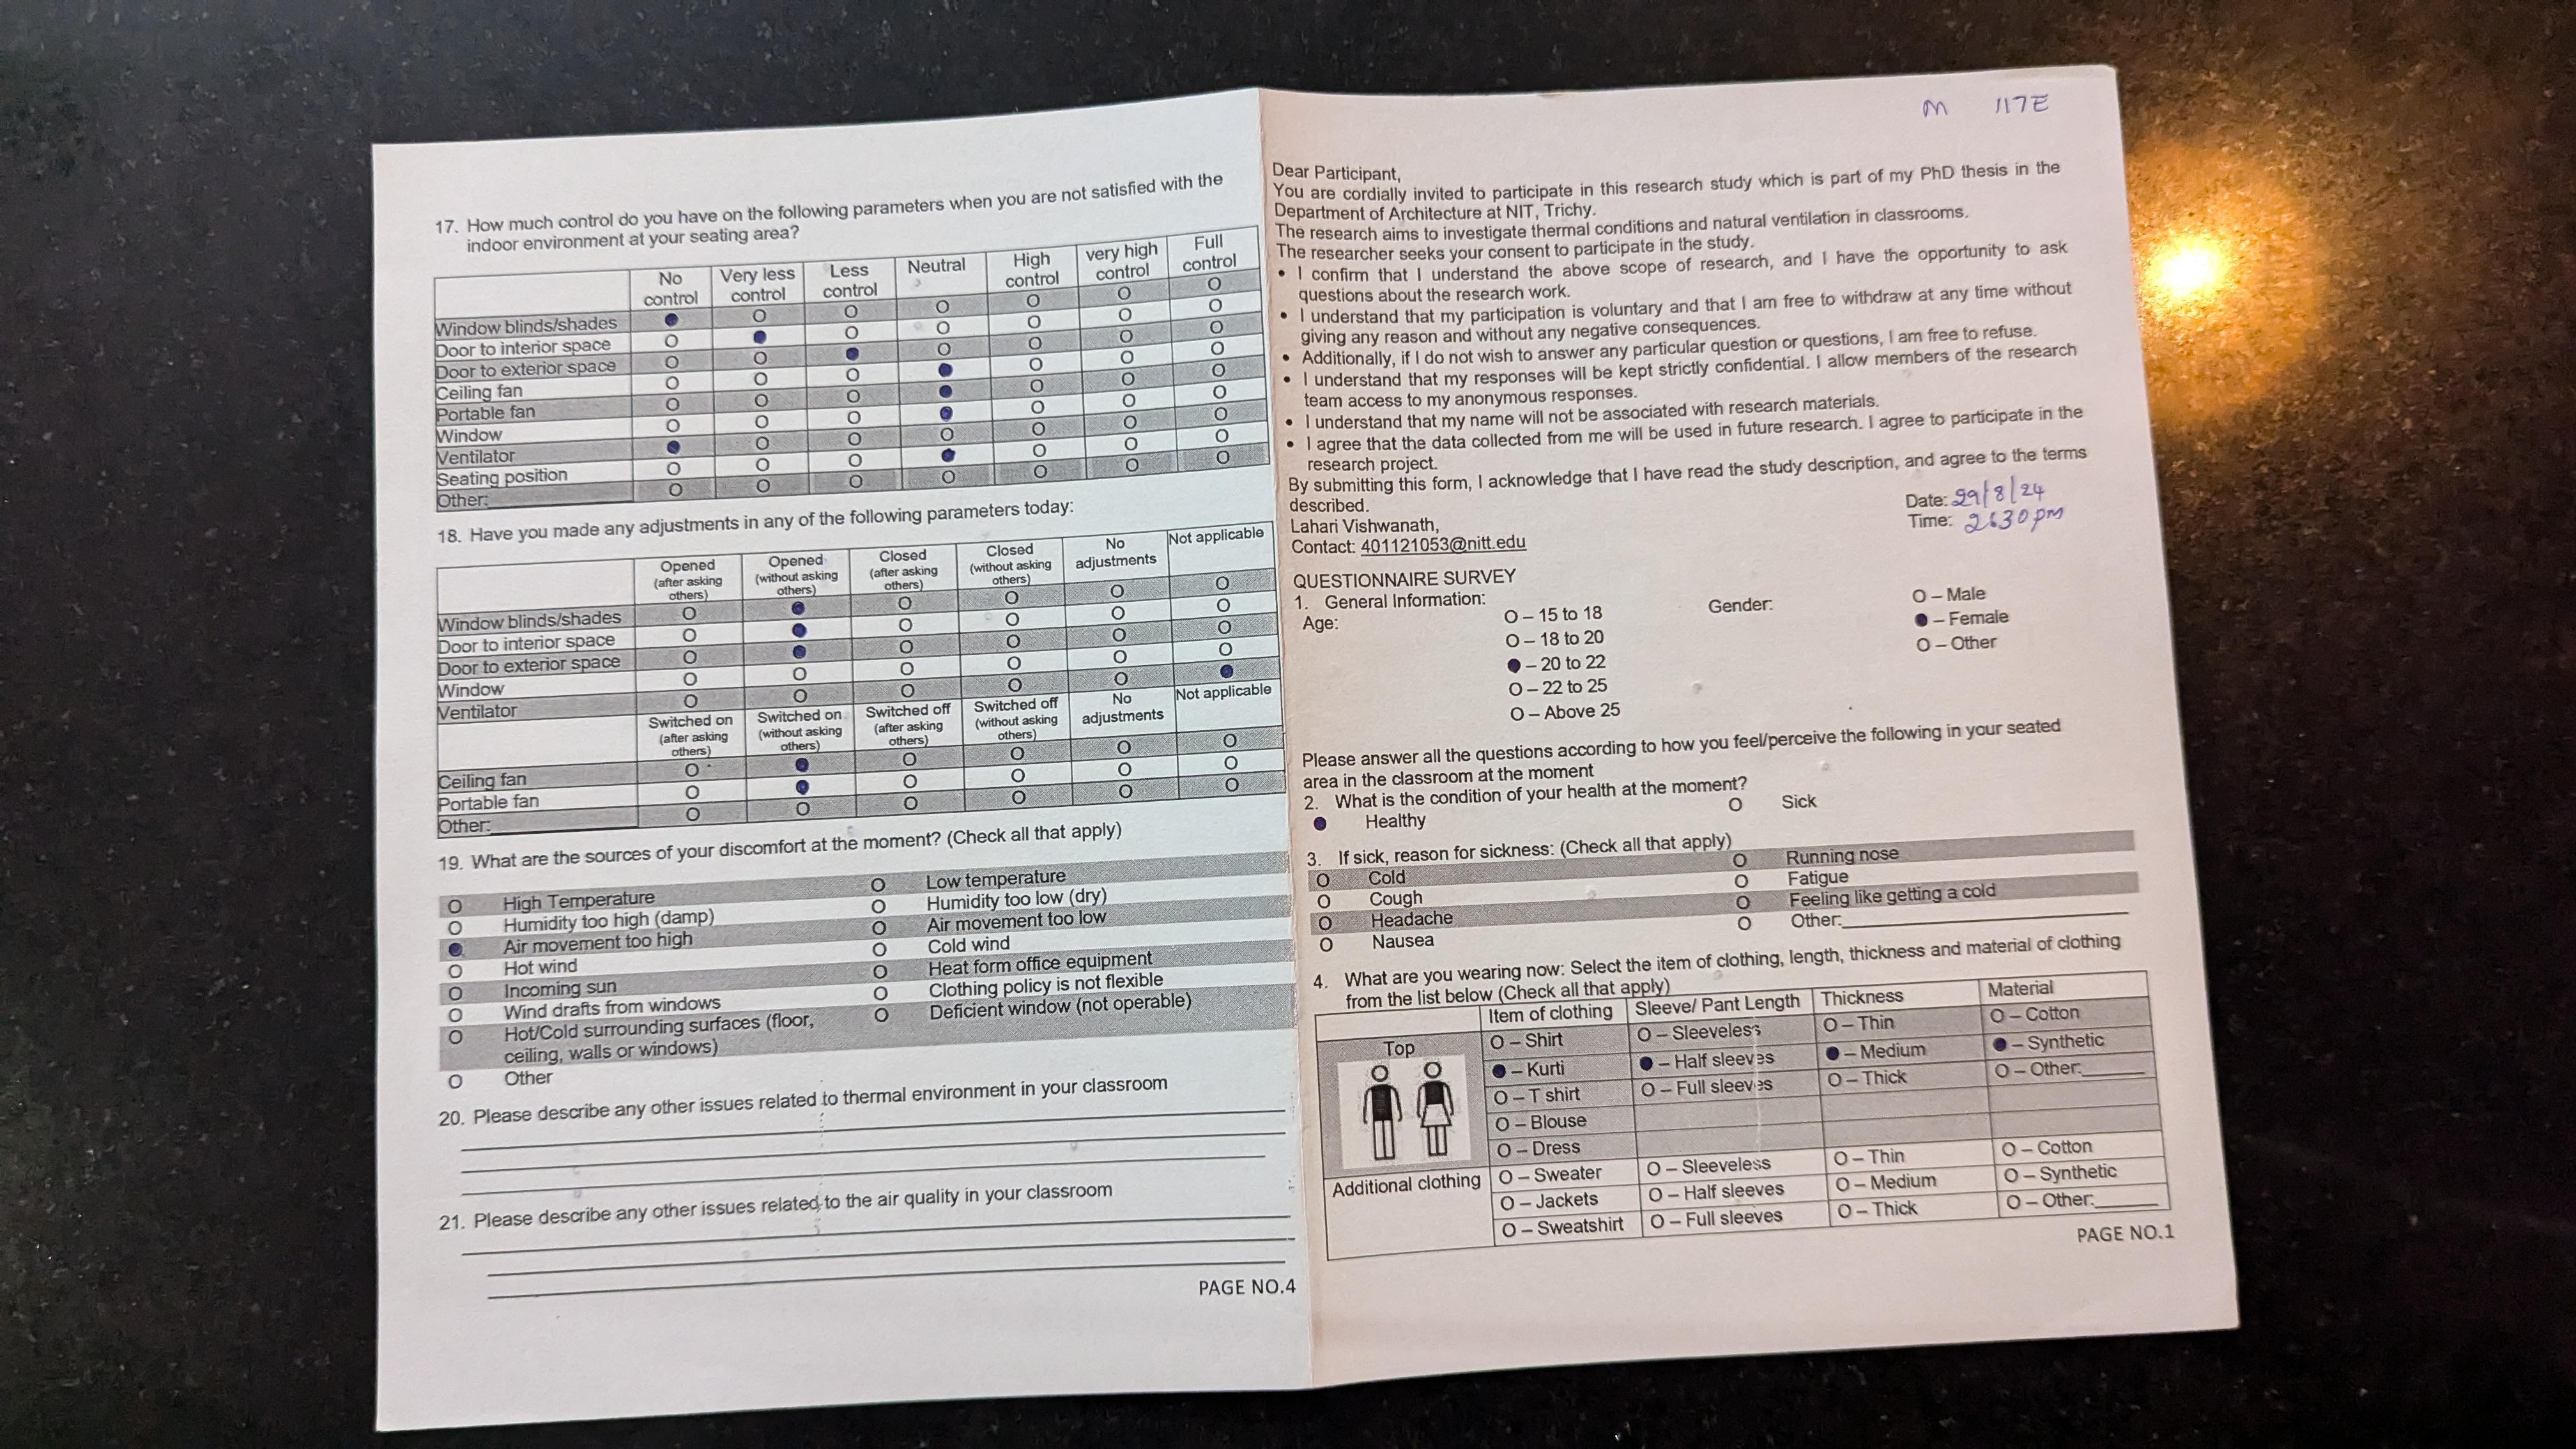 17. How much control do you have on the following parameters when you are not satisfied with the
indoor environment at your seating area?
No control Very less control Less control Neutral High control very high control Full control
Window blinds/shades ● O O O O O O
Door to interior space O ● O O O O O
Door to exterior space O O ● O O O O
Ceiling fan O O O ● O O O
Portable fan O O O ● O O O
Window O O O ● O O O
Ventilator ● O O O O O O
Seating position O O O ● O O O
Other:________ O O O O O O O
18. Have you made any adjustments in any of the following parameters today:
Opened (after asking others) Opened (without asking others) Closed (after asking others) Closed (without asking others) No adjustments Not applicable
Window blinds/shades O ● O O O O
Door to interior space O ● O O O O
Door to exterior space O ● O O O O
Window O O O O O O
Ventilator O O O O O ●
Switched on (after asking others) Switched on (without asking others) Switched off (after asking others) Switched off (without asking others) No adjustments Not applicable
Ceiling fan O ● O O O O
Portable fan O ● O O O O
Other:________ O O O O O O
19. What are the sources of your discomfort at the moment? (Check all that apply)
O High Temperature O Low temperature
O Humidity too high (damp) O Humidity too low (dry)
● Air movement too high O Air movement too low
O Hot wind O Cold wind
O Incoming sun O Heat form office equipment
O Wind drafts from windows O Clothing policy is not flexible
O Hot/Cold surrounding surfaces (floor, O Deficient window (not operable)
ceiling, walls or windows)
O Other
20. Please describe any other issues related to thermal environment in your classroom
21. Please describe any other issues related to the air quality in your classroom
PAGE NO.4
M 117E
Dear Participant,
You are cordially invited to participate in this research study which is part of my PhD thesis in the
Department of Architecture at NIT, Trichy.
The research aims to investigate thermal conditions and natural ventilation in classrooms.
The researcher seeks your consent to participate in the study.
• I confirm that I understand the above scope of research, and I have the opportunity to ask
questions about the research work.
• I understand that my participation is voluntary and that I am free to withdraw at any time without
giving any reason and without any negative consequences.
• Additionally, if I do not wish to answer any particular question or questions, I am free to refuse.
• I understand that my responses will be kept strictly confidential. I allow members of the research
team access to my anonymous responses.
• I understand that my name will not be associated with research materials.
• I agree that the data collected from me will be used in future research. I agree to participate in the
research project.
By submitting this form, I acknowledge that I have read the study description, and agree to the terms
described.
Date: 29/8/24
Lahari Vishwanath,
Time: 2:30 pm
Contact: 401121053@nitt.edu
QUESTIONNAIRE SURVEY
1. General Information:
Age: O – 15 to 18 Gender: O – Male
O – 18 to 20 ● – Female
● – 20 to 22 O – Other
O – 22 to 25
O – Above 25
Please answer all the questions according to how you feel/perceive the following in your seated
area in the classroom at the moment
2. What is the condition of your health at the moment?
● Healthy O Sick
3. If sick, reason for sickness: (Check all that apply)
O Cold O Running nose
O Cough O Fatigue
O Headache O Feeling like getting a cold
O Nausea O Other:________
4. What are you wearing now: Select the item of clothing, length, thickness and material of clothing
from the list below (Check all that apply)
Item of clothing Sleeve/ Pant Length Thickness Material
Top O – Shirt O – Sleeveless O – Thin O – Cotton
● – Kurti ● – Half sleeves ● – Medium ● – Synthetic
O – T shirt O – Full sleeves O – Thick O – Other:______
O – Blouse
O – Dress
Additional clothing O – Sweater O – Sleeveless O – Thin O – Cotton
O – Jackets O – Half sleeves O – Medium O – Synthetic
O – Sweatshirt O – Full sleeves O – Thick O – Other:______
PAGE NO.1